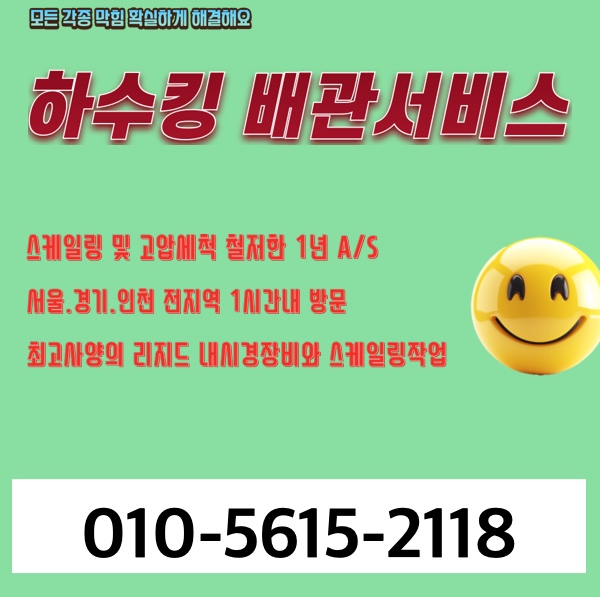 모든 각종 막힘 확실하게 해결해요
하수킹 배관서비스
스케일링 및 고압세척 철저한 1년 A/S
서울.경기.인천 전지역 1시간내 방문
최고사양의 리지드 내시경장비와 스케일링작업
010-5615-2118